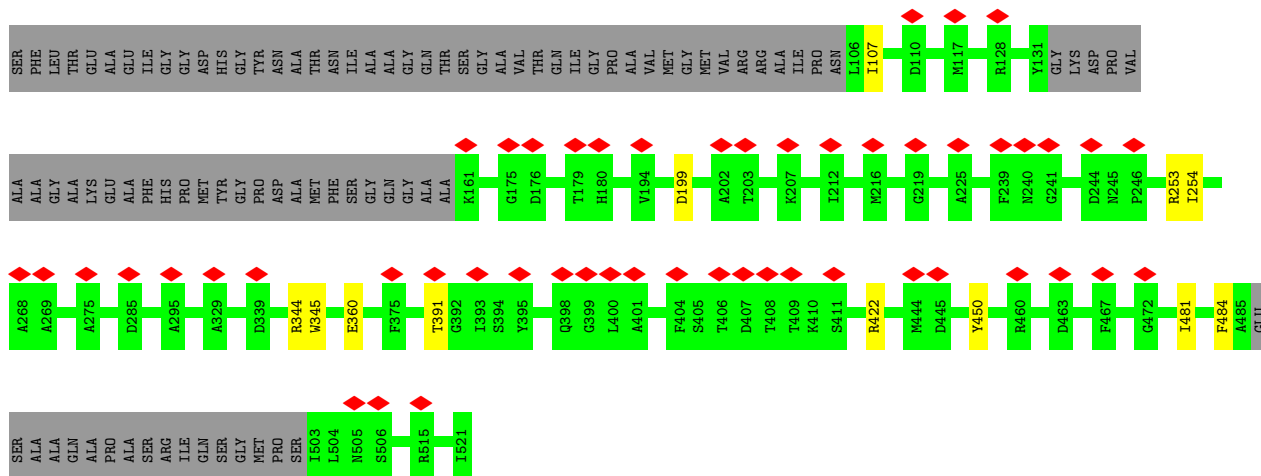 SER PHE LEU THR GLU ALA GLU ILE GLY GLY ASP HIS GLY TYR ASN ALA THR ASN ILE ALA ALA GLY GLN THR SER GLY ALA VAL THR GLN ILE GLY PRO ALA VAL MET GLY MET VAL ARG ARG ALA ILE PRO ASN L106 I107 D110 M117 R128 Y131 GLY LYS ASP PRO VAL
ALA ALA GLY ALA LYS GLU ALA PHE HIS PRO MET TYR GLY PRO ASP ALA MET PHE SER GLY GLN GLY ALA ALA K161 G175 D176 T179 H180 V194 D199 A202 T203 K207 I212 M216 G219 A225 F239 N240 G241 D244 N245 P246 R253 I254
A268 A269 A275 D285 A295 A329 D339 R344 W345 E360 F375 T391 G392 I393 S394 Y395 Q398 G399 L400 A401 F404 S405 T406 D407 T408 T409 K410 S411 R422 M444 D445 Y450 R460 D463 F467 G472 I481 F484 A485 GLU
SER ALA ALA GLN ALA PRO ALA SER ARG ILE GLN SER GLY MET PRO SER I503 L504 N505 S506 R515 I521